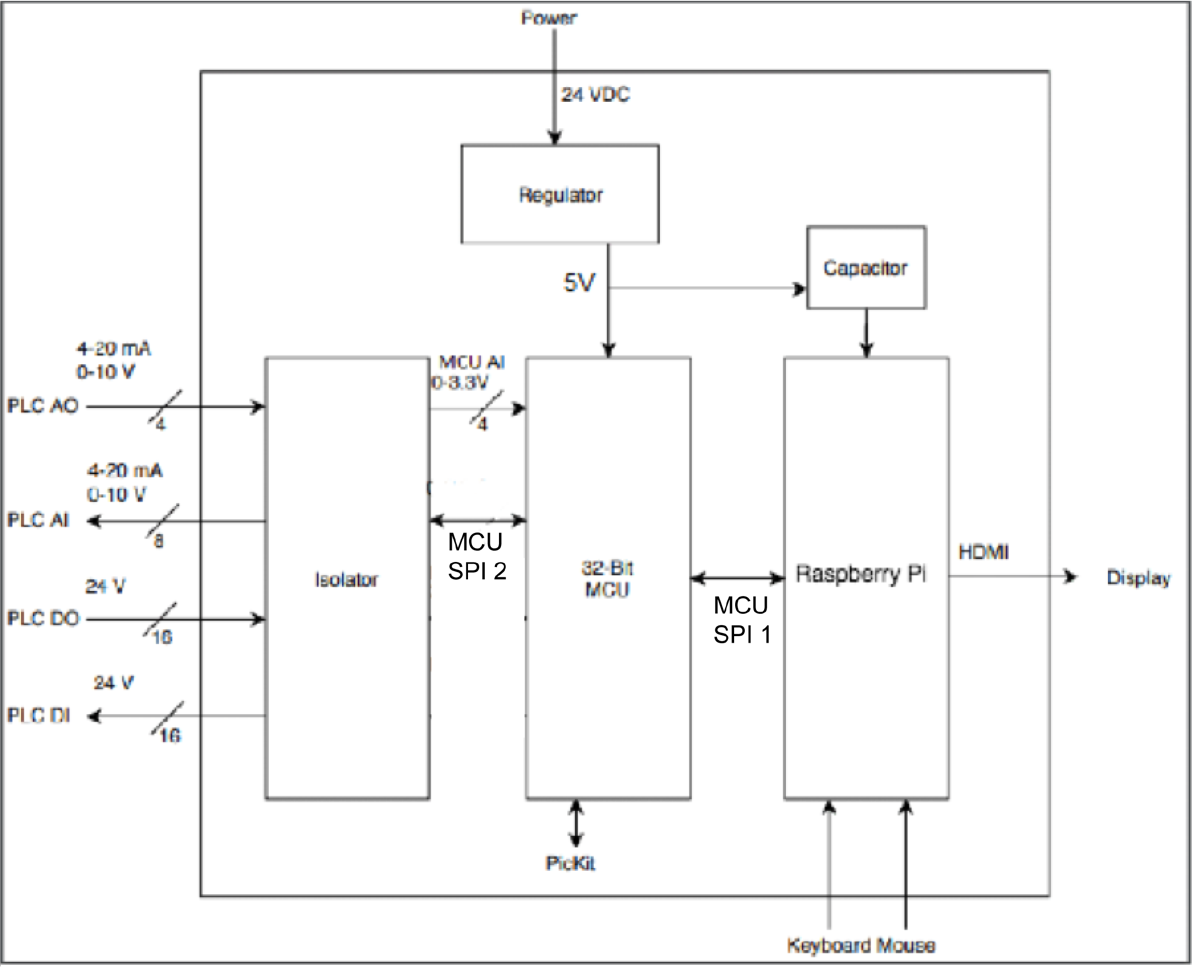 Power
24 VDC
Regulator
5V
Capacitor
4-20 mA
0-10 V
PLC AO
4
MCU AI
0-3.3V
4
4-20 mA
0-10 V
PLC AI
8
MCU
SPI 2
24 V
PLC DO
16
24 V
PLC DI
16
Isolator
32-Bit
MCU
MCU
SPI 1
Raspberry Pi
HDMI
Display
PicKit
Keyboard Mouse